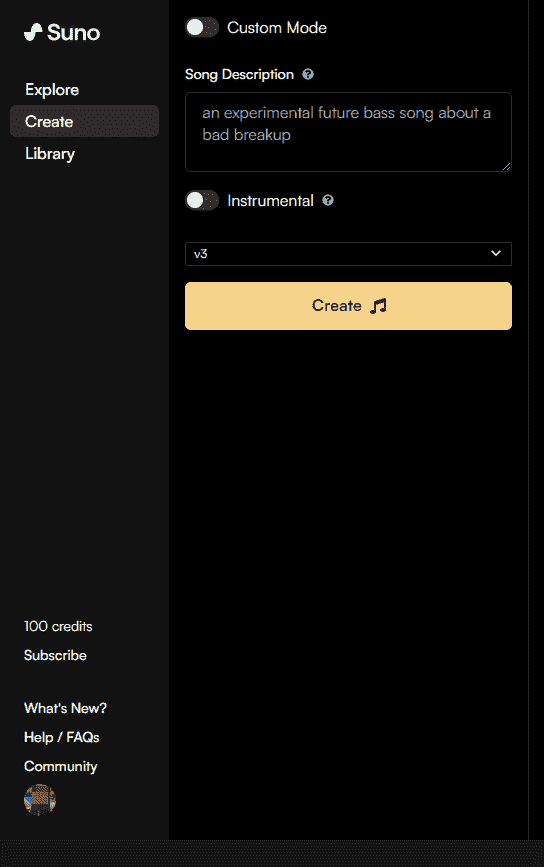 Suno
Explore
Create
Library
100 credits
Subscribe
What's New?
Help / FAQs
Community
Custom Mode
Song Description ?
an experimental future bass song about a
bad breakup
Instrumental ?
v3
Create